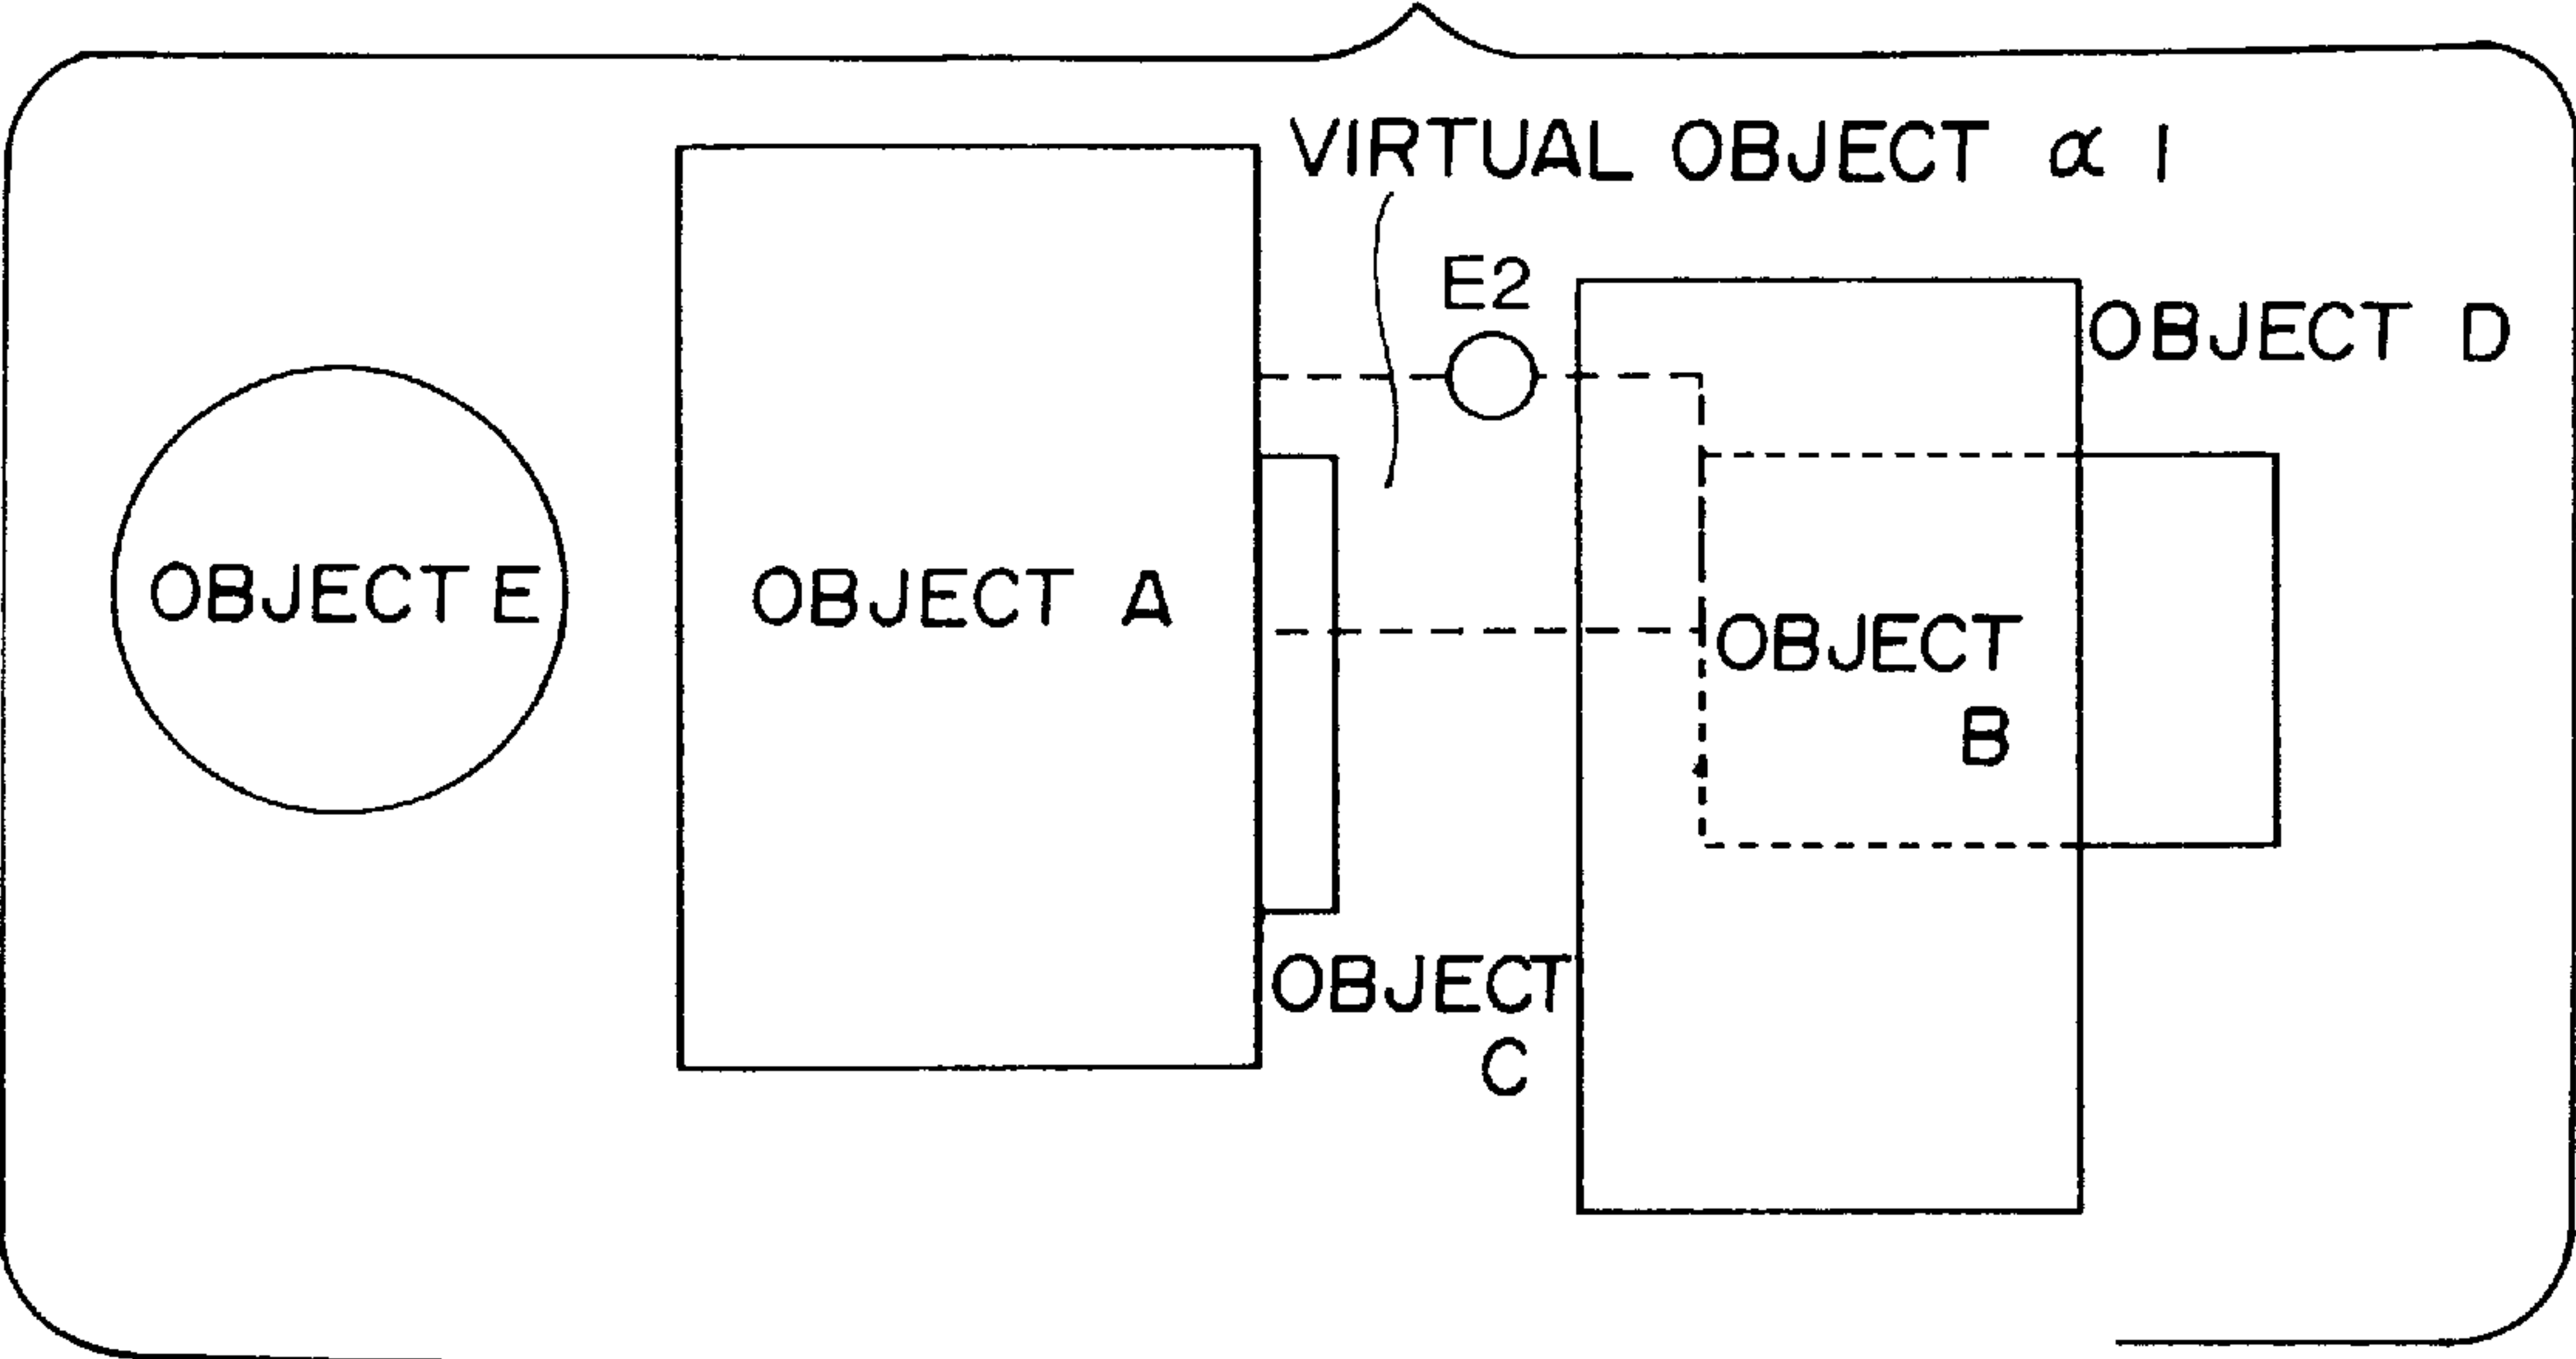 VIRTUAL OBJECT α 1
E2
OBJECT D
OBJECT E
OBJECT A
OBJECT
B
OBJECT
C